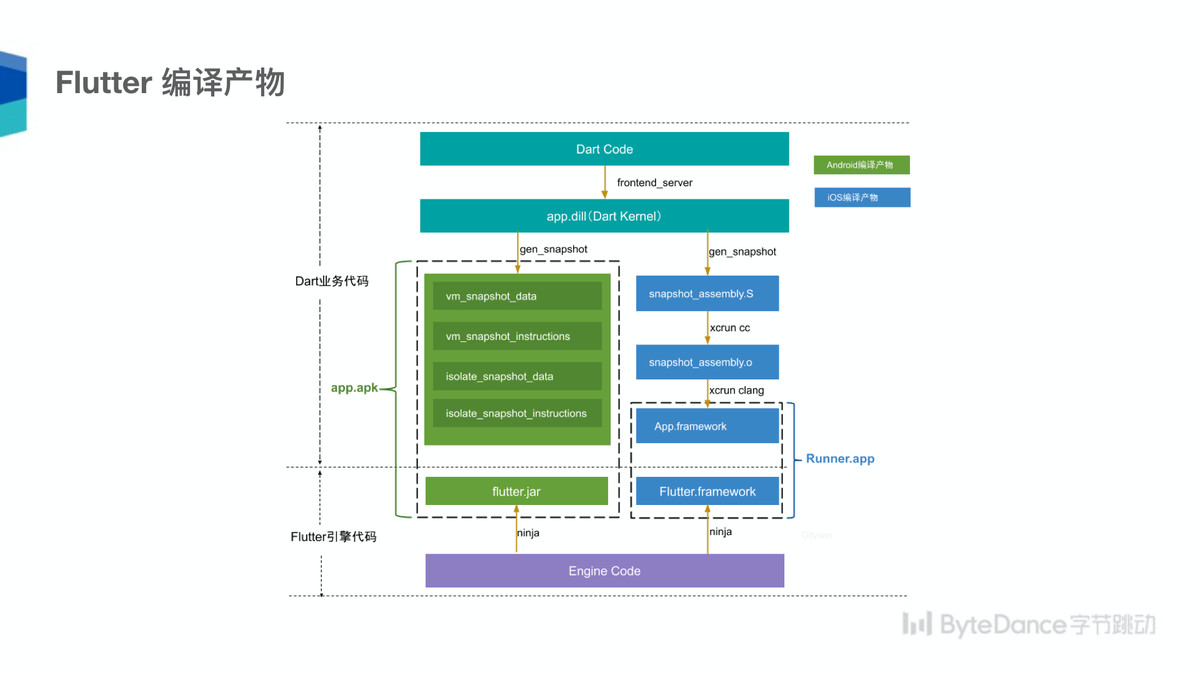 Flutter 编译产物
Dart Code
Android编译产物
frontend_server
iOS编译产物
app.dill(Dart Kernel)
gen_snapshot
gen_snapshot
Dart业务代码
vm_snapshot_data
snapshot_assembly.S
xcrun cc
vm_snapshot_instructions
snapshot_assembly.o
isolate_snapshot_data
app.apk
xcrun clang
isolate_snapshot_instructions
App.framework
Runner.app
flutter.jar
Flutter.framework
Flutter引擎代码
ninja
ninja
Engine Code
ByteDance字节跳动